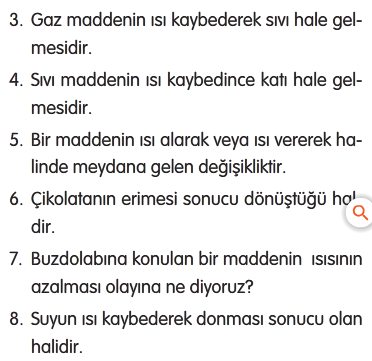 3. Gaz maddenin ısı kaybederek sıvı hale gel-
mesidir.
4. Sıvı maddenin ısı kaybedince katı hale gel-
mesidir.
5. Bir maddenin ısı alarak veya ısı vererek ha-
linde meydana gelen değişikliktir.
6. Çikolatanın erimesi sonucu dönüştüğü hal
dir.
7. Buzdolabına konulan bir maddenin ısısının
azalması olayına ne diyoruz?
8. Suyun ısı kaybederek donması sonucu olan
halidir.